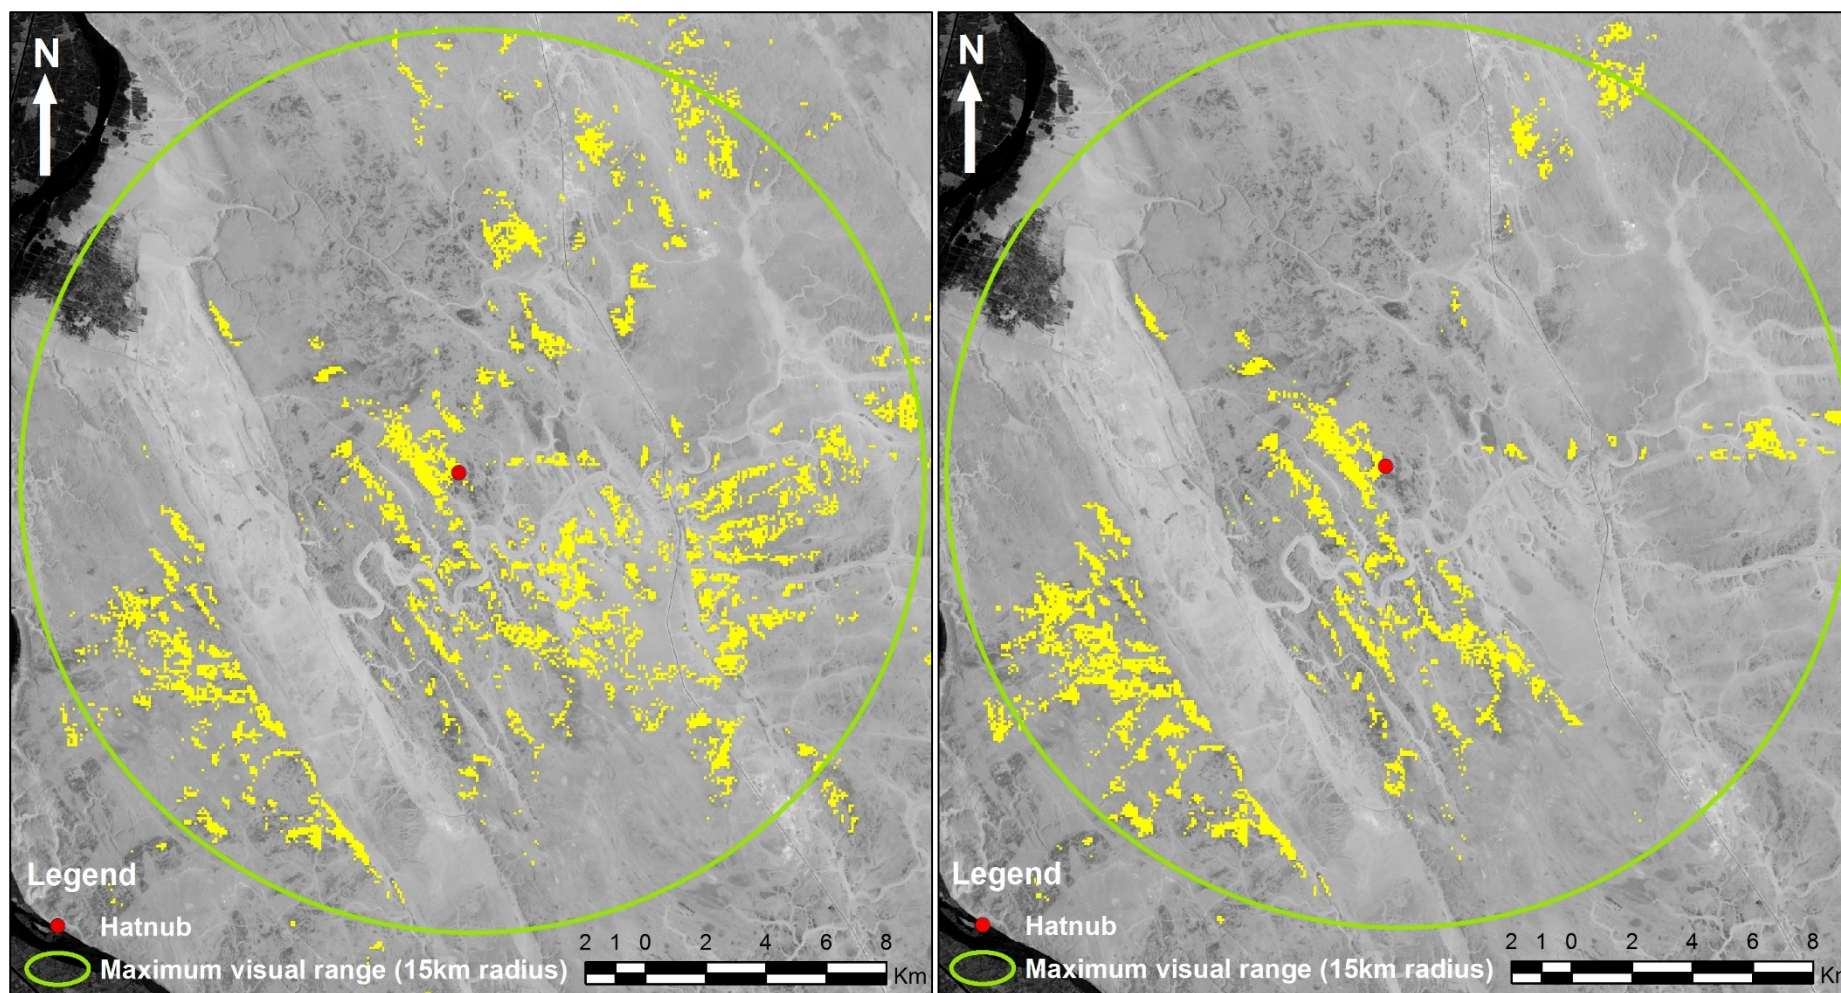 N
Legend
Hatnub
Maximum visual range (15km radius)
2 1 0 2 4 6 8
Km
N
Legend
Hatnub
Maximum visual range (15km radius)
2 1 0 2 4 6 8